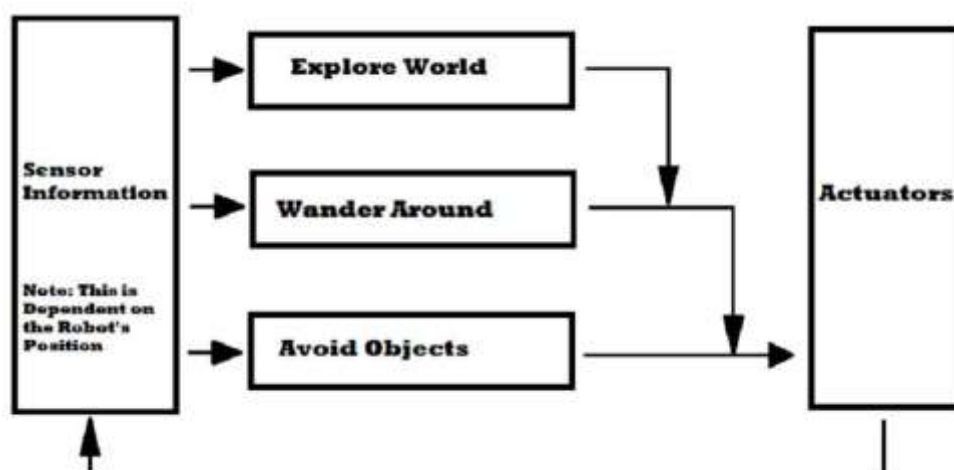 Explore World
Sensor
Information
Wander Around
Actuators
Note: This is
Dependent on
the Robot's
Position
Avoid Objects